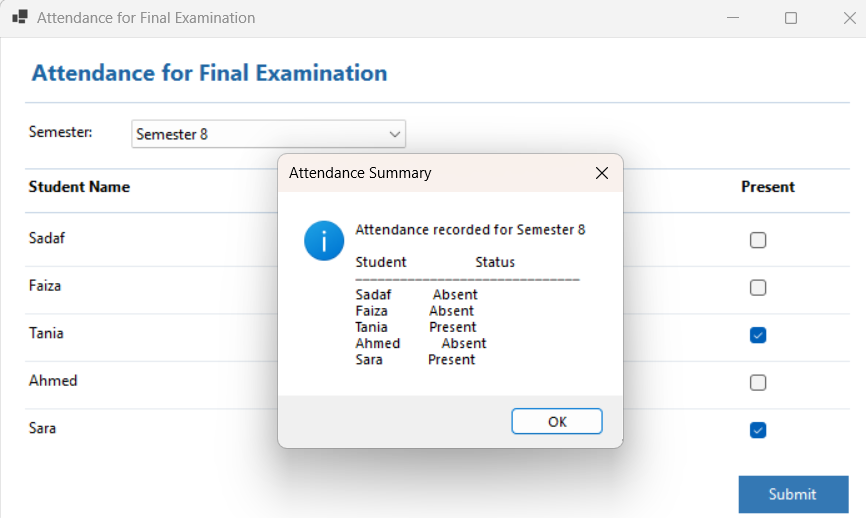 Attendance for Final Examination
Attendance for Final Examination
Semester: Semester 8
Student Name Present
Sadaf
Faiza
Tania
Ahmed
Sara
Submit
Attendance Summary
Attendance recorded for Semester 8
Student Status
------------------------------
Sadaf Absent
Faiza Absent
Tania Present
Ahmed Absent
Sara Present
OK